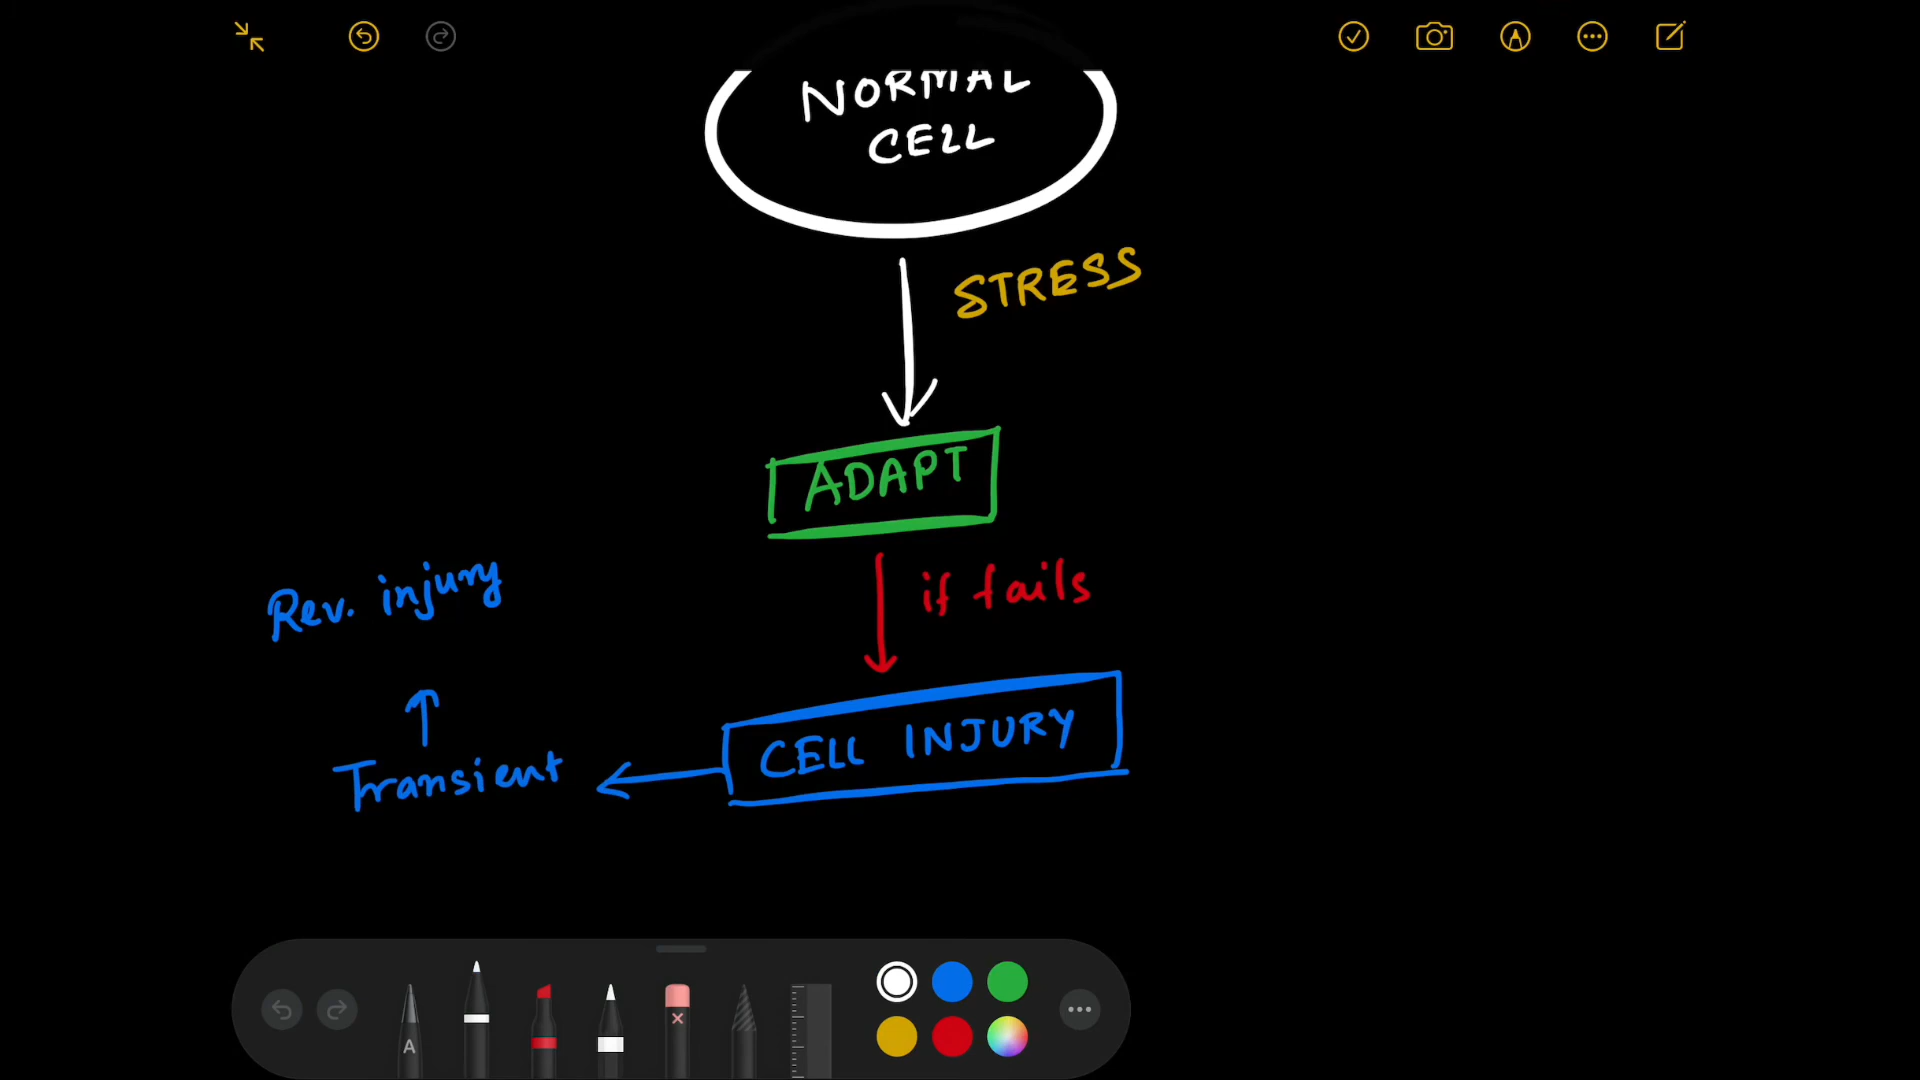 NORMAL
CELL
STRESS
ADAPT
if fails
Rev. injury
CELL INJURY
Transient
A